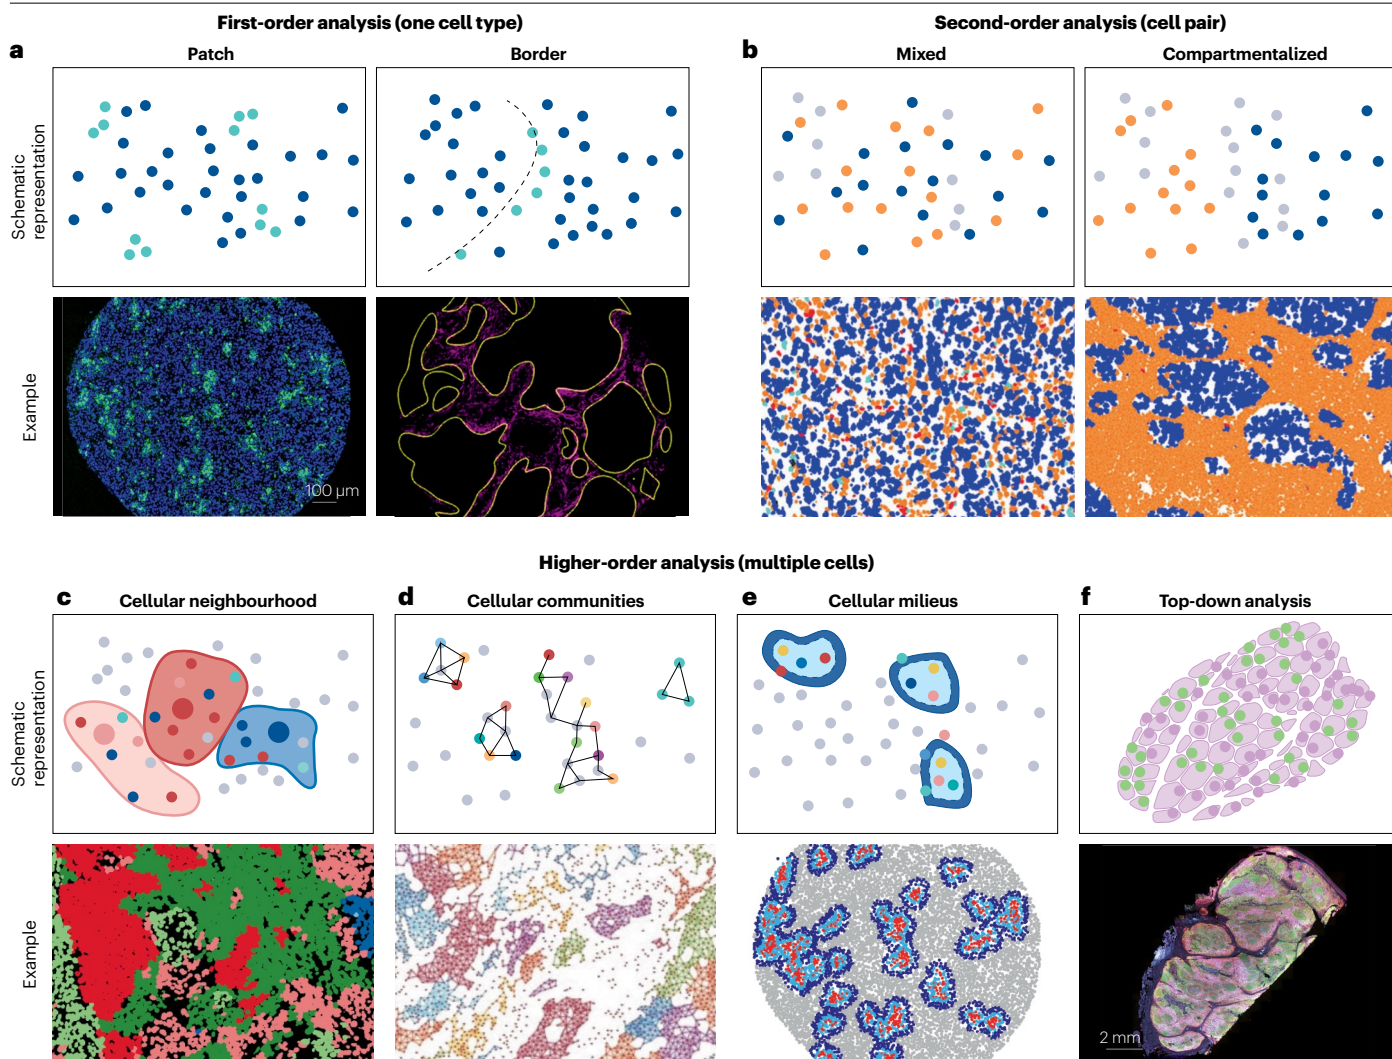 First-order analysis (one cell type)
Second-order analysis (cell pair)
a
Patch
Border
b
Mixed
Compartmentalized
Schematic
representation
Example
100 µm
Higher-order analysis (multiple cells)
c
Cellular neighbourhood
d
Cellular communities
e
Cellular milieus
f
Top-down analysis
Schematic
representation
Example
2 mm